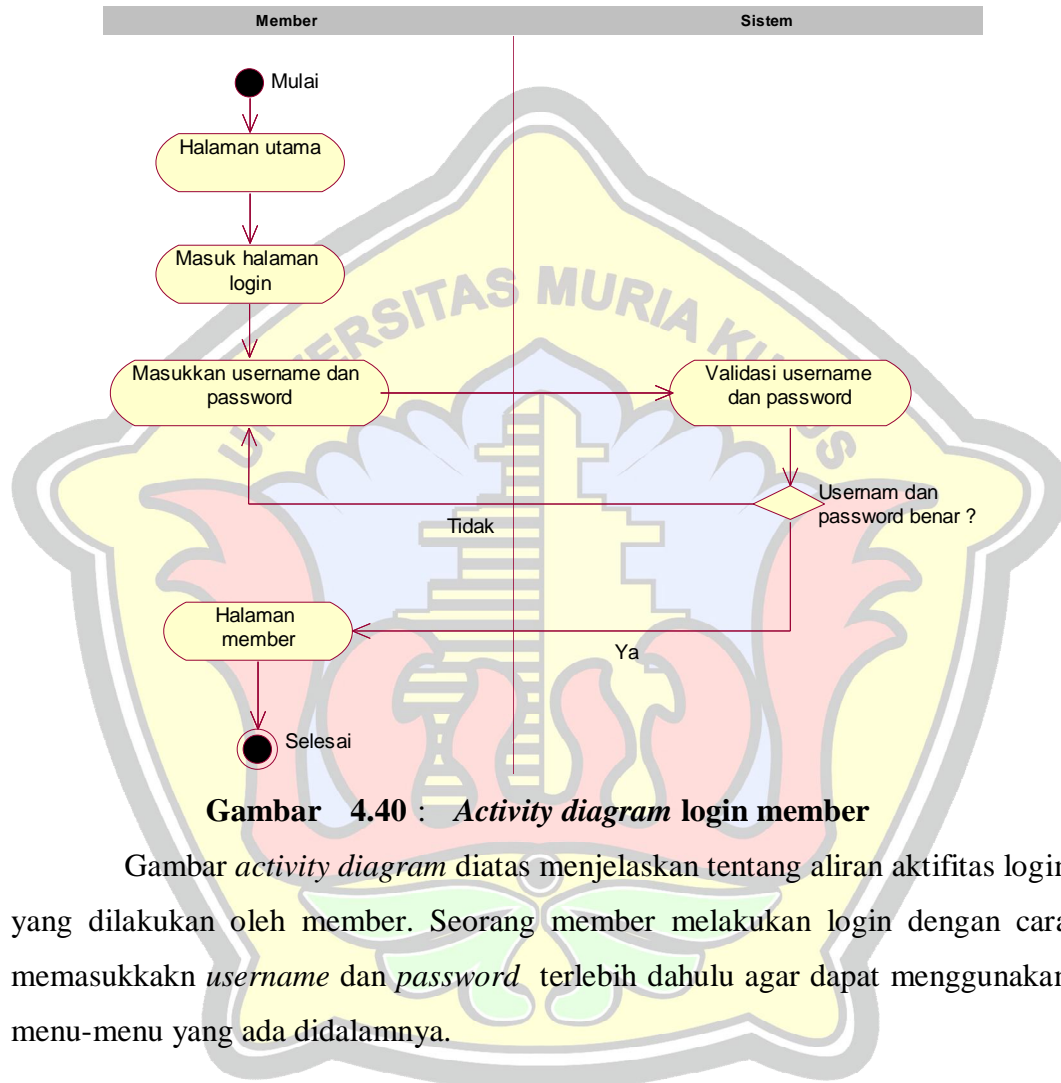 Member Sistem
Mulai
Halaman utama
Masuk halaman
login
UNIVERSITAS MURIA KUDUS
Masukkan username dan
password
Validasi username
dan password
Usernam dan
password benar ?
Tidak
Halaman
member
Ya
Selesai
Gambar 4.40 : Activity diagram login member
Gambar activity diagram diatas menjelaskan tentang aliran aktifitas login
yang dilakukan oleh member. Seorang member melakukan login dengan cara
memasukkakn username dan password terlebih dahulu agar dapat menggunakan
menu-menu yang ada didalamnya.